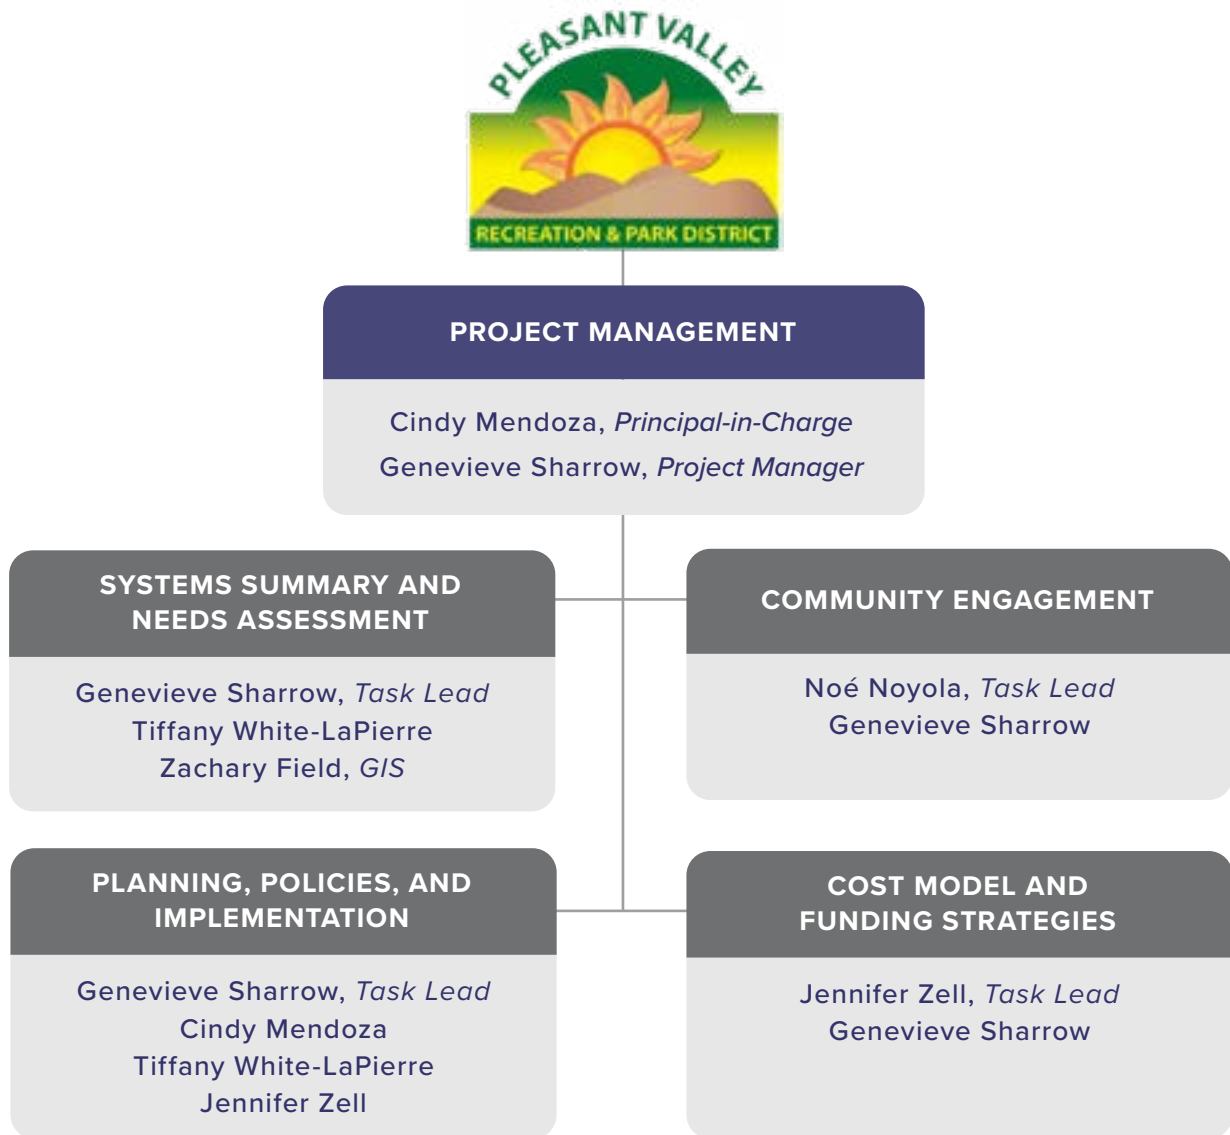 PLEASANT VALLEY
RECREATION & PARK DISTRICT
PROJECT MANAGEMENT
Cindy Mendoza, Principal-in-Charge
Genevieve Sharrow, Project Manager
SYSTEMS SUMMARY AND
NEEDS ASSESSMENT
Genevieve Sharrow, Task Lead
Tiffany White-LaPierre
Zachary Field, GIS
COMMUNITY ENGAGEMENT
Noé Noyola, Task Lead
Genevieve Sharrow
PLANNING, POLICIES, AND
IMPLEMENTATION
Genevieve Sharrow, Task Lead
Cindy Mendoza
Tiffany White-LaPierre
Jennifer Zell
COST MODEL AND
FUNDING STRATEGIES
Jennifer Zell, Task Lead
Genevieve Sharrow